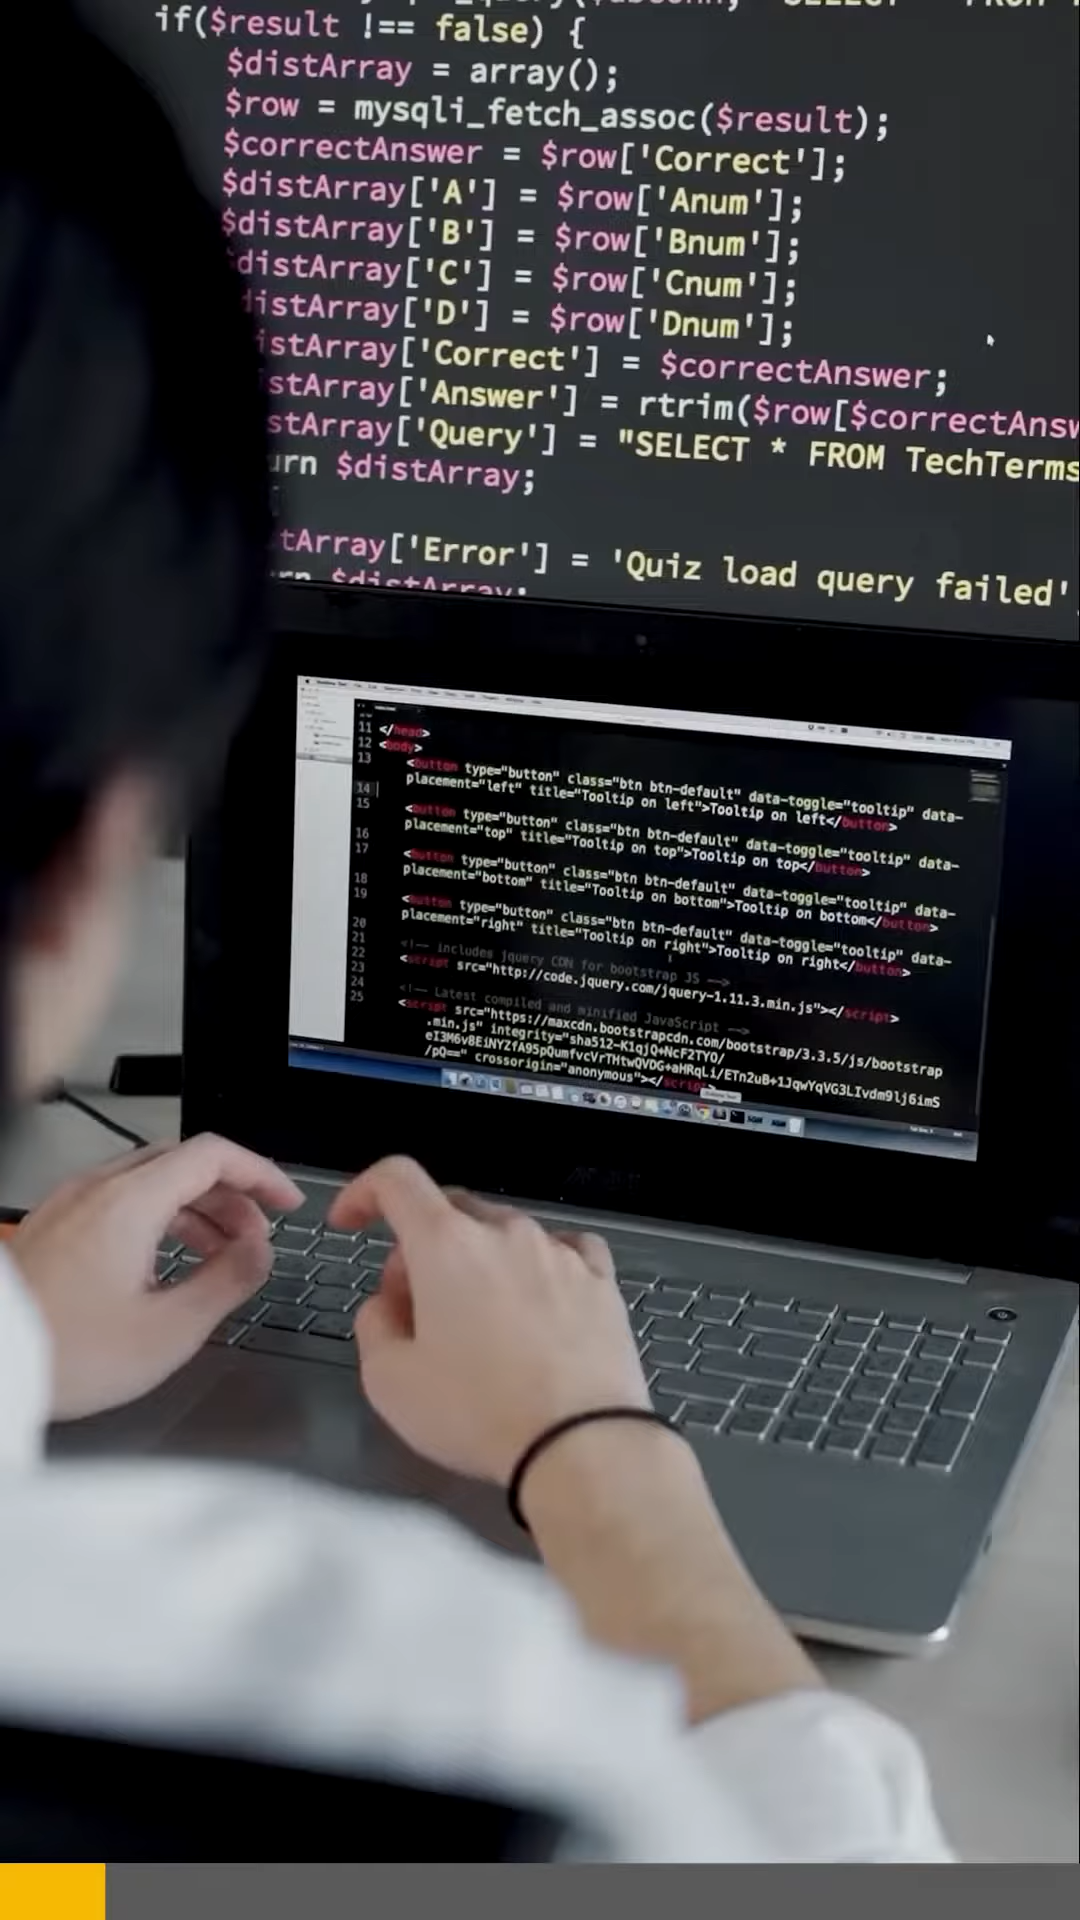 if($result !== false) {
$distArray = array();
$row = mysqli_fetch_assoc($result);
$correctAnswer = $row['Correct'];
$distArray['A'] = $row['Anum'];
$distArray['B'] = $row['Bnum'];
distArray['C'] = $row['Cnum'];
distArray['D'] = $row['Dnum'];
istArray['Correct'] = $correctAnswer;
stArray['Answer'] = rtrim($row[$correctAnsw
stArray['Query'] = "SELECT * FROM TechTerms
urn $distArray;
tArray['Error'] = 'Quiz load query failed'
rn $distArray;
11 </head>
12 <body>
13 <button type="button" class="btn btn-default" data-toggle="tooltip" data-
placement="left" title="Tooltip on left">Tooltip on left</button>
14
15 <button type="button" class="btn btn-default" data-toggle="tooltip" data-
placement="top" title="Tooltip on top">Tooltip on top</button>
16
17 <button type="button" class="btn btn-default" data-toggle="tooltip" data-
placement="bottom" title="Tooltip on bottom">Tooltip on bottom</button>
18
19 <button type="button" class="btn btn-default" data-toggle="tooltip" data-
placement="right" title="Tooltip on right">Tooltip on right</button>
20
21 <!-- includes jquery CDN for bootstrap JS -->
22 <script src="http://code.jquery.com/jquery-1.11.3.min.js"></script>
23
24 <!-- Latest compiled and minified JavaScript -->
25 <script src="https://maxcdn.bootstrapcdn.com/bootstrap/3.3.5/js/bootstrap
.min.js" integrity="sha512-K1qjQ+NcF2TYO/
eI3M6v8EiNYZfA95pQumfvcVrTHtwQVDG+aHRqLi/ETn2uB+1JqwYqVG3LIvdm9lj6imS
/pQ==" crossorigin="anonymous"></script>